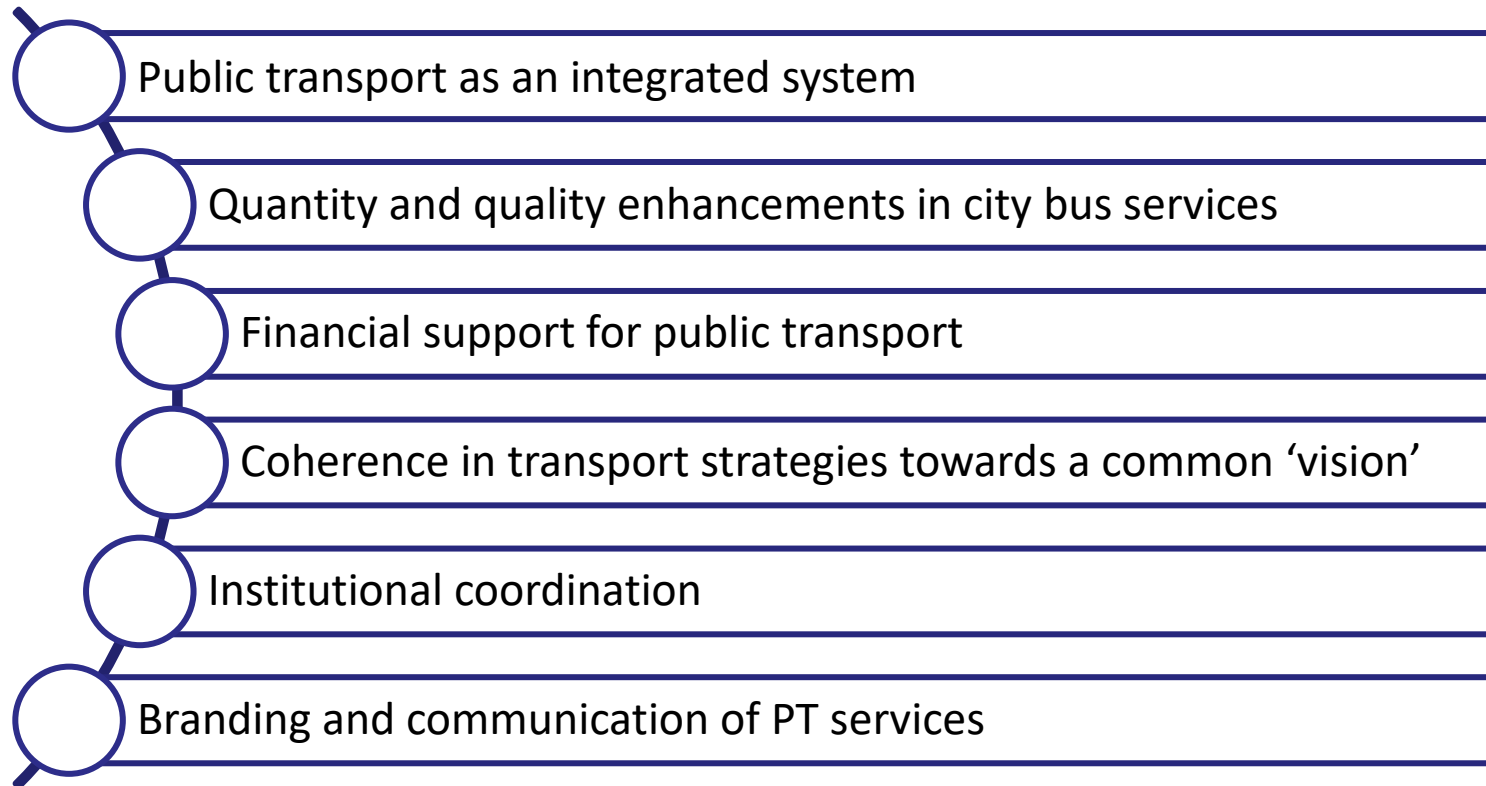 Public transport as an integrated system
Quantity and quality enhancements in city bus services
Financial support for public transport
Coherence in transport strategies towards a common ‘vision’
Institutional coordination
Branding and communication of PT services